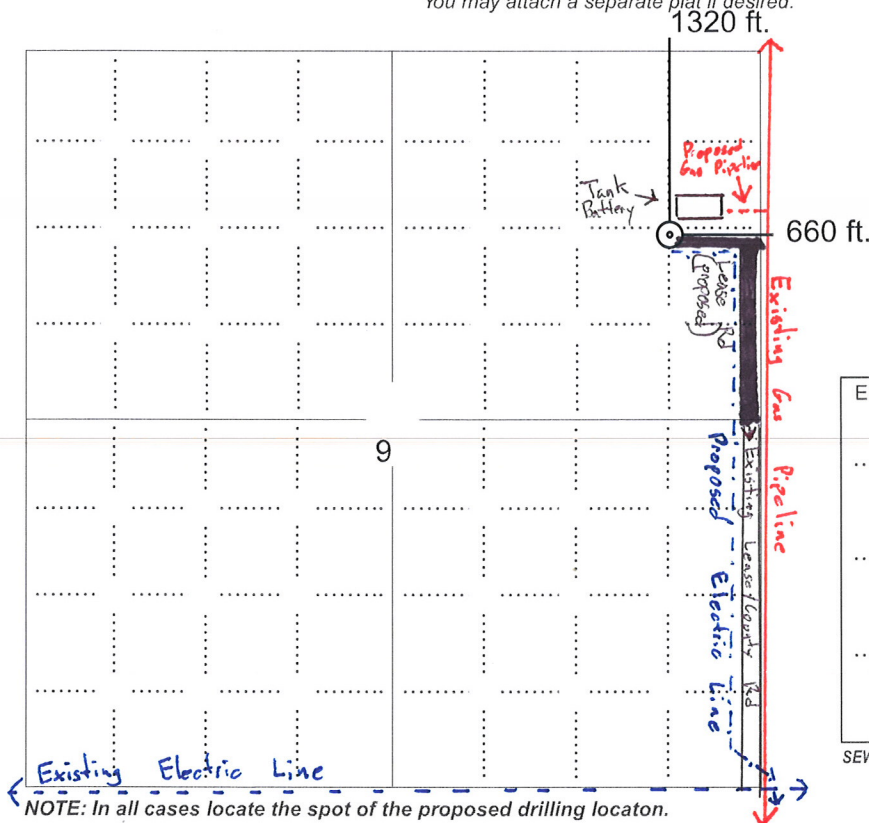 You may attach a separate plat if desired.
1320 ft.
Proposed
Gas Pipeline
Tank
Battery
660 ft.
Lease Rd
(proposed)
Existing Gas Pipeline
E
9
Proposed Electric Line
Existing Lease/County Rd
SEW
Existing Electric Line
NOTE: In all cases locate the spot of the proposed drilling locaton.